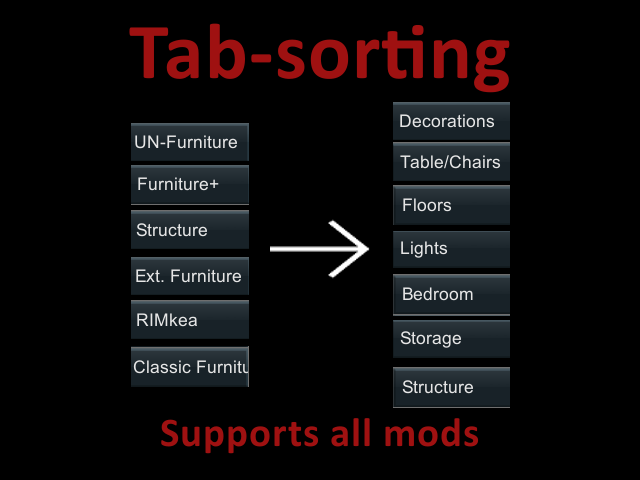 Tab-sorting
UN-Furniture
Furniture+
Structure
Ext. Furniture
RIMkea
Classic Furnitu
Decorations
Table/Chairs
Floors
Lights
Bedroom
Storage
Structure
Supports all mods